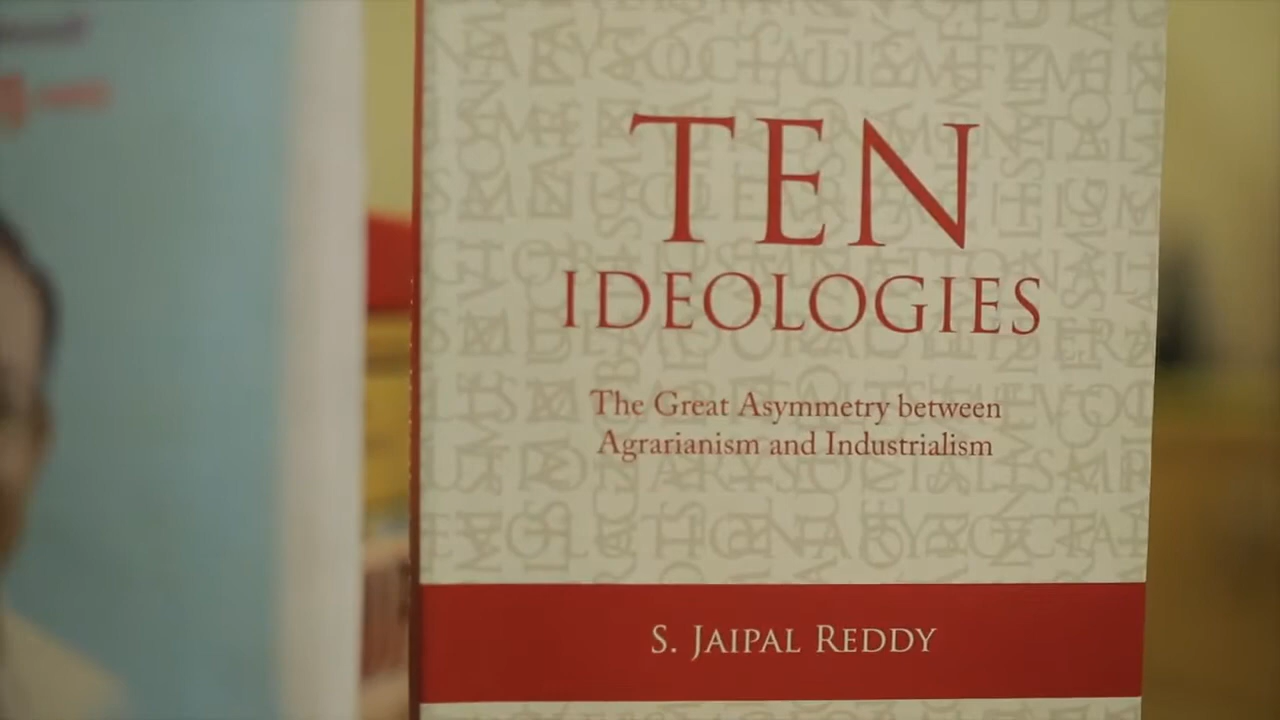 TEN
IDEOLOGIES
The Great Asymmetry between
Agrarianism and Industrialism
S. JAIPAL REDDY